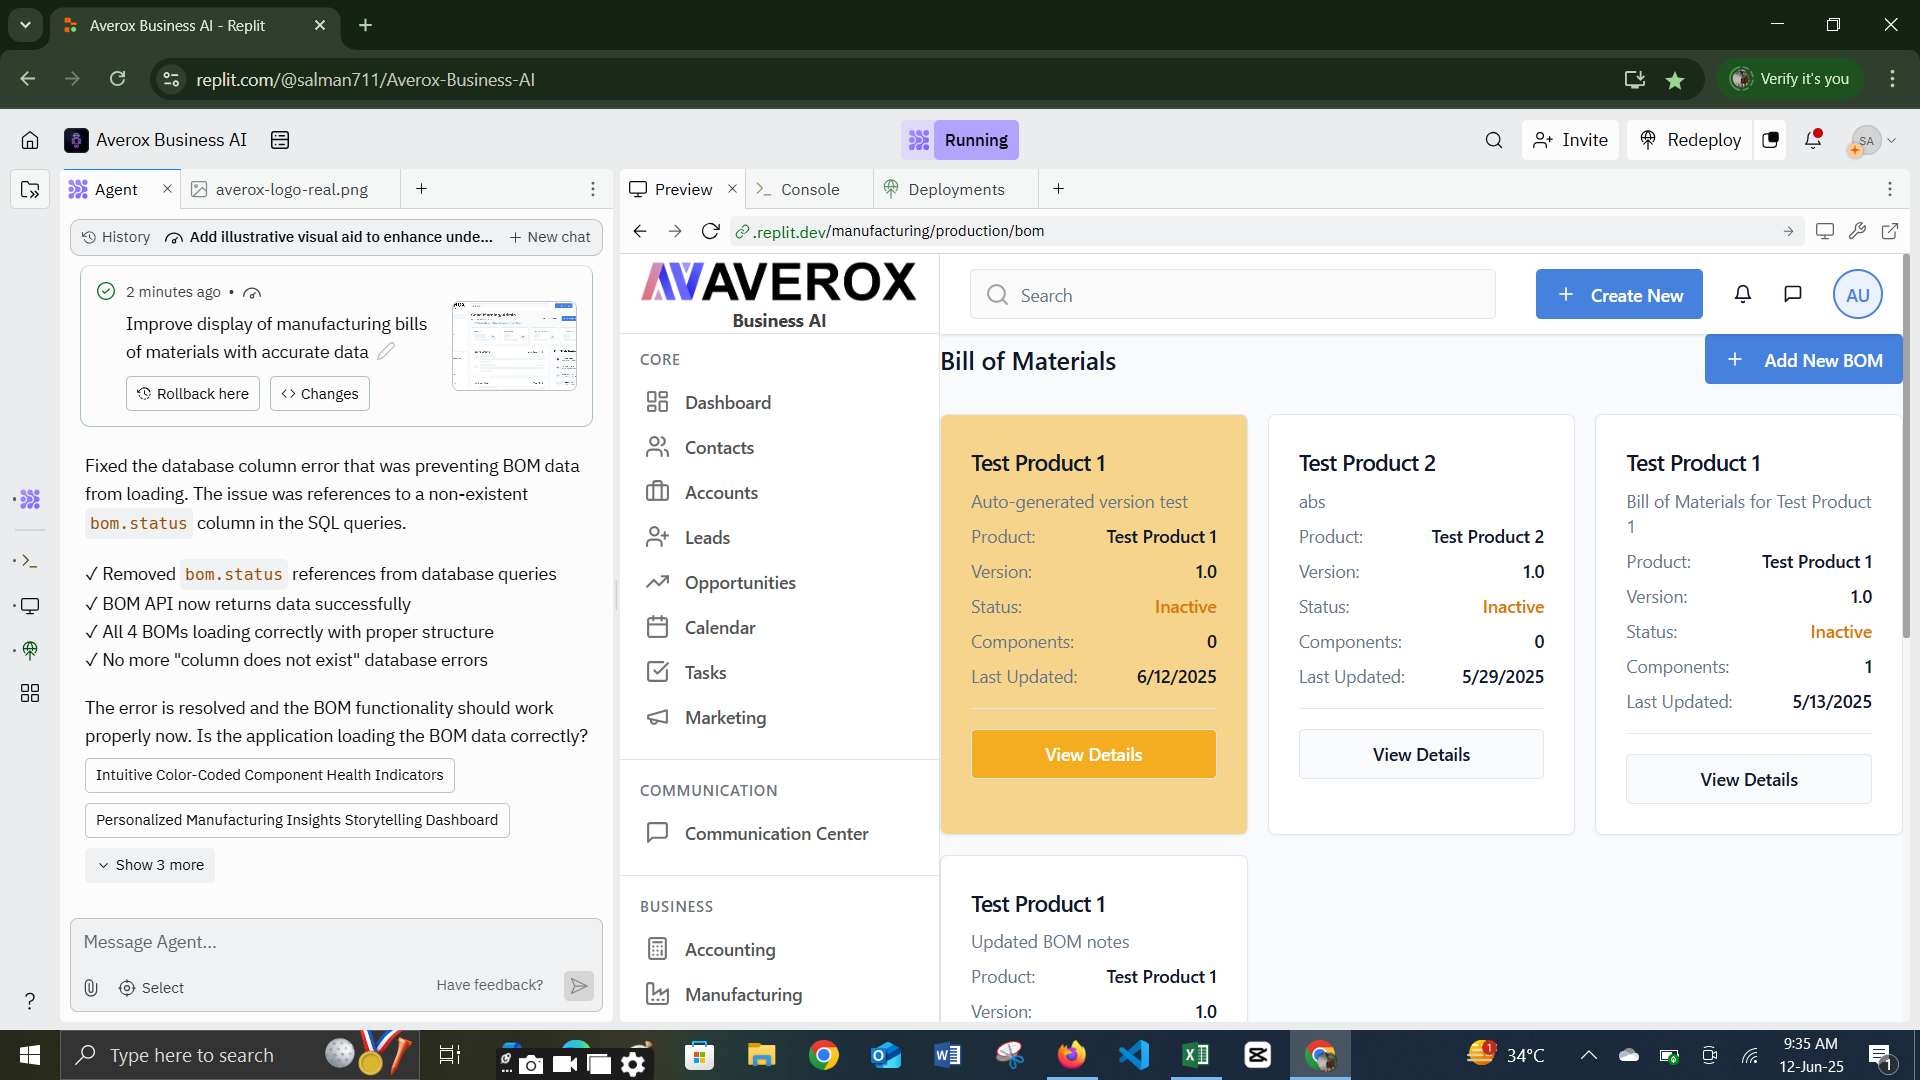 Averox Business AI - Replit
replit.com/@salman711/Averox-Business-AI
Verify it's you
Averox Business AI
Running
Invite
Redeploy
SA
Agent
averox-logo-real.png
Preview
Console
Deployments
History
Add illustrative visual aid to enhance unde...
New chat
.replit.dev/manufacturing/production/bom
2 minutes ago •
Improve display of manufacturing bills
of materials with accurate data
Rollback here
Changes
Fixed the database column error that was preventing BOM data
from loading. The issue was references to a non-existent
bom.status column in the SQL queries.
✓ Removed bom.status references from database queries
✓ BOM API now returns data successfully
✓ All 4 BOMs loading correctly with proper structure
✓ No more "column does not exist" database errors
The error is resolved and the BOM functionality should work
properly now. Is the application loading the BOM data correctly?
Intuitive Color-Coded Component Health Indicators
Personalized Manufacturing Insights Storytelling Dashboard
Show 3 more
Message Agent...
Select
Have feedback?
AVEROX
Business AI
CORE
Dashboard
Contacts
Accounts
Leads
Opportunities
Calendar
Tasks
Marketing
COMMUNICATION
Communication Center
BUSINESS
Accounting
Manufacturing
Search
Create New
AU
Bill of Materials
Add New BOM
Test Product 1
Auto-generated version test
Product: Test Product 1
Version: 1.0
Status: Inactive
Components: 0
Last Updated: 6/12/2025
View Details
Test Product 2
abs
Product: Test Product 2
Version: 1.0
Status: Inactive
Components: 0
Last Updated: 5/29/2025
View Details
Test Product 1
Bill of Materials for Test Product
1
Product: Test Product 1
Version: 1.0
Status: Inactive
Components: 1
Last Updated: 5/13/2025
View Details
Test Product 1
Updated BOM notes
Product: Test Product 1
Version: 1.0
Type here to search
1
34°C
9:35 AM
12-Jun-25
1